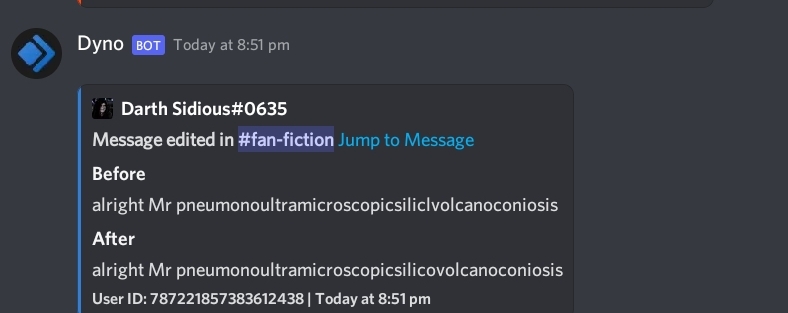 Dyno BOT Today at 8:51 pm
Darth Sidious#0635
Message edited in #fan-fiction Jump to Message
Before
alright Mr pneumonoultramicroscopicsiliclvolcanoconiosis
After
alright Mr pneumonoultramicroscopicsilicovolcanoconiosis
User ID: 787221857383612438 | Today at 8:51 pm